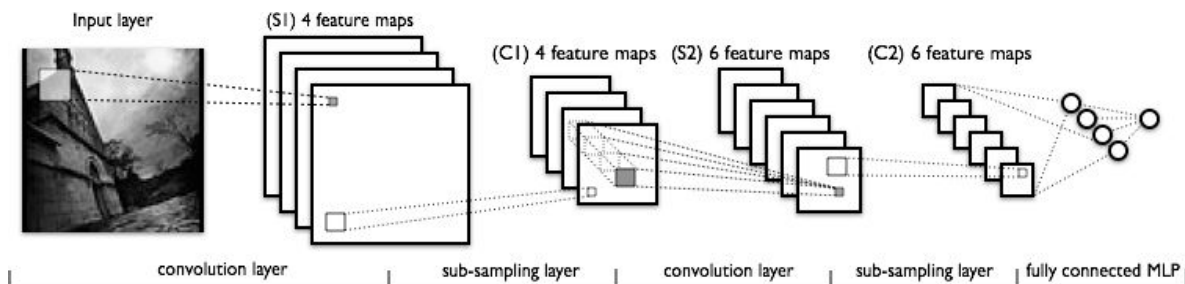 Input layer
(S1) 4 feature maps
(C1) 4 feature maps
(S2) 6 feature maps
(C2) 6 feature maps
convolution layer
sub-sampling layer
convolution layer
sub-sampling layer
fully connected MLP